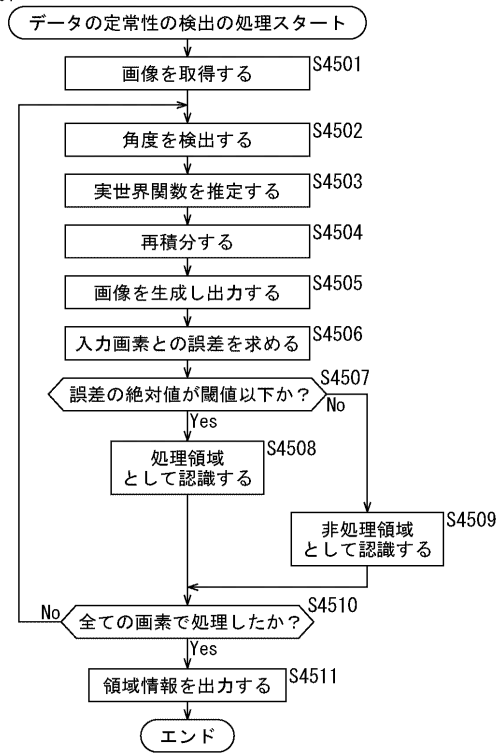 データの定常性の検出の処理スタート
画像を取得する
S4501
角度を検出する
S4502
実世界関数を推定する
S4503
再積分する
S4504
画像を生成し出力する
S4505
入力画素との誤差を求める
S4506
誤差の絶対値が閾値以下か?
S4507
No
Yes
処理領域
として認識する
S4508
非処理領域
として認識する
S4509
全ての画素で処理したか?
S4510
No
Yes
領域情報を出力する
S4511
エンド